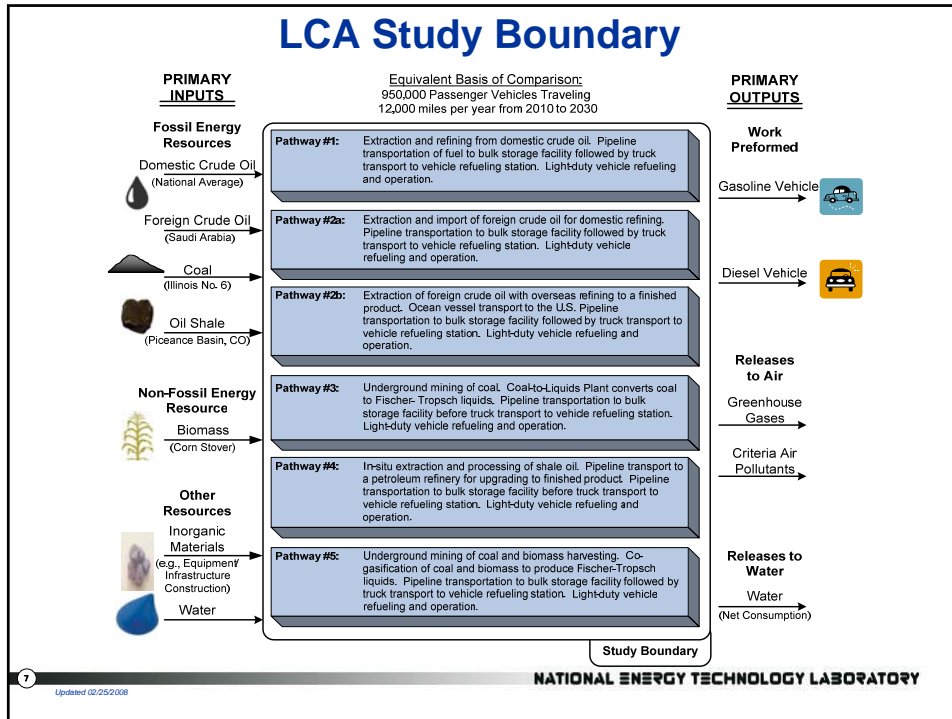 LCA Study Boundary
PRIMARY
INPUTS
Equivalent Basis of Comparison:
950,000 Passenger Vehicles Traveling
12,000 miles per year from 2010 to 2030
PRIMARY
OUTPUTS
Fossil Energy
Resources
Domestic Crude Oil
(National Average)
Foreign Crude Oil
(Saudi Arabia)
Coal
(Illinois No. 6)
Oil Shale
(Piceance Basin, CO)
Non-Fossil Energy
Resource
Biomass
(Corn Stover)
Other
Resources
Inorganic
Materials
(e.g., Equipment/
Infrastructure
Construction)
Water
Pathway #1: Extraction and refining from domestic crude oil. Pipeline
transportation of fuel to bulk storage facility followed by truck
transport to vehicle refueling station. Light-duty vehicle refueling
and operation.
Pathway #2a: Extraction and import of foreign crude oil for domestic refining.
Pipeline transportation to bulk storage facility followed by truck
transport to vehicle refueling station. Light-duty vehicle
refueling and operation.
Pathway #2b: Extraction of foreign crude oil with overseas refining to a finished
product. Ocean vessel transport to the U.S. Pipeline
transportation to bulk storage facility followed by truck transport to
vehicle refueling station. Light-duty vehicle refueling and
operation.
Pathway #3: Underground mining of coal. Coal-to-Liquids Plant converts coal
to Fischer- Tropsch liquids. Pipeline transportation to bulk
storage facility before truck transport to vehicle refueling station.
Light-duty vehicle refueling and operation.
Pathway #4: In-situ extraction and processing of shale oil. Pipeline transport to
a petroleum refinery for upgrading to finished product. Pipeline
transportation to bulk storage facility before truck transport to
vehicle refueling station. Light-duty vehicle refueling and
operation.
Pathway #5: Underground mining of coal and biomass harvesting. Co-
gasification of coal and biomass to produce Fischer-Tropsch
liquids. Pipeline transportation to bulk storage facility followed by
truck transport to vehicle refueling station. Light-duty vehicle
refueling and operation.
Study Boundary
Work
Preformed
Gasoline Vehicle
Diesel Vehicle
Releases
to Air
Greenhouse
Gases
Criteria Air
Pollutants
Releases to
Water
Water
(Net Consumption)
7
Updated 02/25/2008
NATIONAL ENERGY TECHNOLOGY LABORATORY